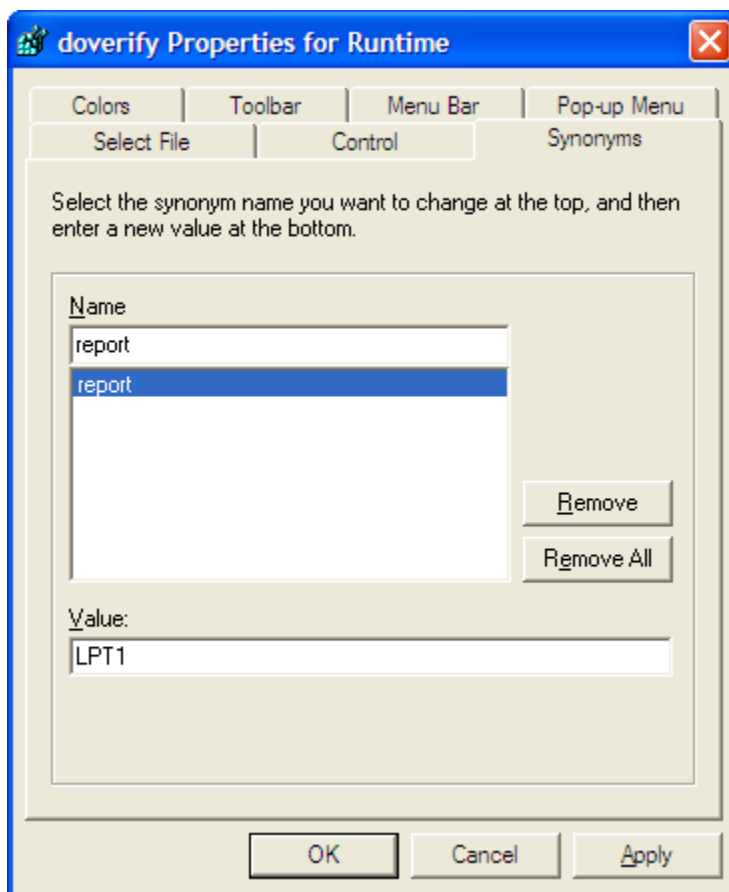 doverify Properties for Runtime
Colors Toolbar Menu Bar Pop-up Menu
Select File Control Synonyms
Select the synonym name you want to change at the top, and then
enter a new value at the bottom.
Name
report
report
Remove
Remove All
Value:
LPT1
OK Cancel Apply